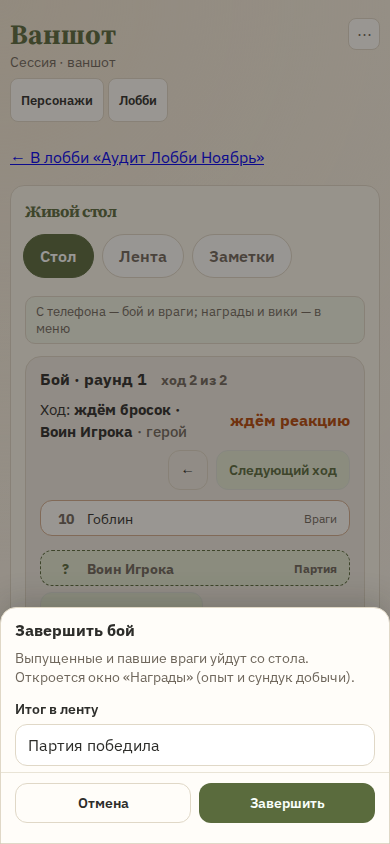 Ваншот
...
Сессия · ваншот
Персонажи
Лобби
← В лобби «Аудит Лобби Ноябрь»
Живой стол
Стол
Лента
Заметки
С телефона — бой и враги; награды и вики — в
меню
Бой · раунд 1 ход 2 из 2
Ход: ждём бросок ·
Воин Игрока · герой
ждём реакцию
←
Следующий ход
10 Гоблин Враги
? Воин Игрока Партия
Завершить бой
Выпущенные и павшие враги уйдут со стола.
Откроется окно «Награды» (опыт и сундук добычи).
Итог в ленту
Партия победила
Отмена
Завершить